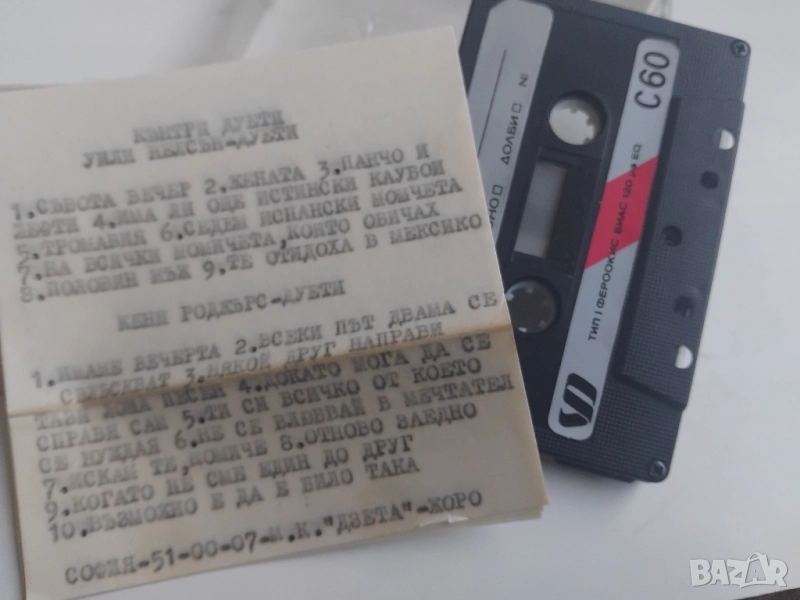 КЪНТРИ ДУЕТИ
УИЛИ НЕЛСЪН-ДУЕТИ
1.СЪБОТА ВЕЧЕР 2.ЖЕНАТА 3.ПАНЧО И
ЛЕФТИ 4.ИМА ЛИ ОЩЕ ИСТИНСКИ КАУБОИ
5.ТРОМАВИЯ 6.СЕДЕМ ИСПАНСКИ МОМЧЕТА
7.НА ВСИЧКИ МОМИЧЕТА,КОИТО ОБИЧАХ
8.ПОЛОВИН МЪЖ 9.ТЕ ОТИДОХА В МЕКСИКО
КЕНИ РОДЖЪРС-ДУЕТИ
1.ИМАМЕ ВЕЧЕРТА 2.ВСЕКИ ПЪТ ДВАМА СЕ
СБЛЪСКВАТ 3.НЯКОЙ ДРУГ НАПРАВИ
ТАЗИ ЛОМА ПЕСЕН 4.ДОКАТО МОГА ДА СЕ
СПРАВЯ САМ 5.ТИ СИ ВСИЧКО ОТ КОЕТО
СЕ НУЖДАЯ 6.НЕ СЕ ВЛЮБВАЙ В МЕЧТАТЕЛ
7.ИСКАМ ТЕ,МОМИЧЕ 8.ОТНОВО ЗАЕДНО
9.КОГАТО НЕ СМЕ ЕДИН ДО ДРУГ
10.ВЪЗМОЖНО Е ДА Е БИЛО ТАКА
СОФИЯ-51-00-07-М.К."ДЗЕТА"-ХОРО
ДОЛБИ
№
C60
ТИП I ФЕРООКИС БИАС 120 µs EQ
BAZAR